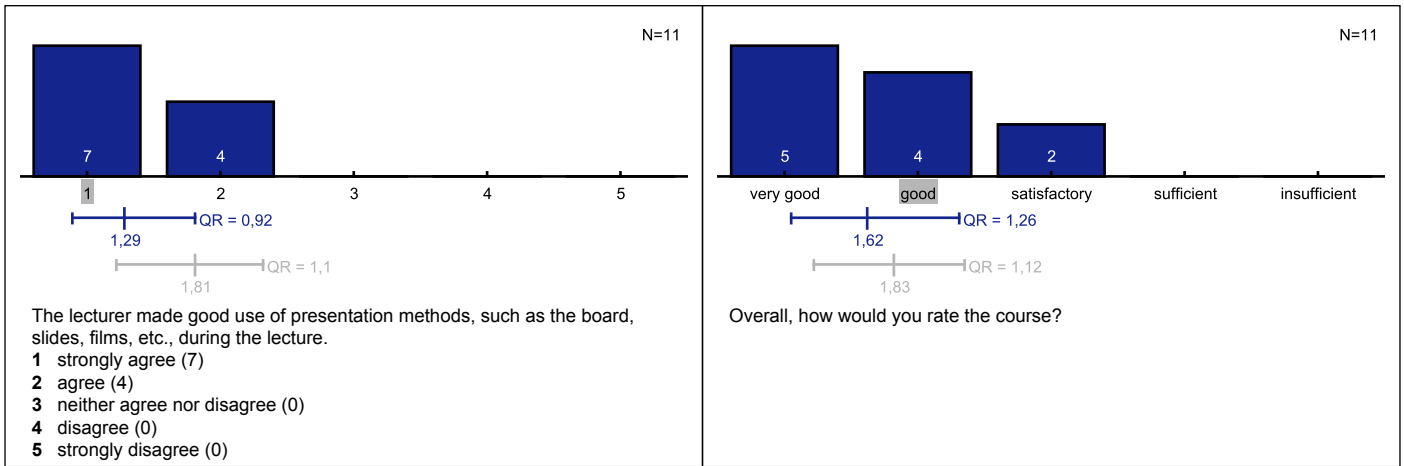 N=11
7
4
1
2
3
4
5
QR = 0,92
1,29
QR = 1,1
1,81
The lecturer made good use of presentation methods, such as the board,
slides, films, etc., during the lecture.
1 strongly agree (7)
2 agree (4)
3 neither agree nor disagree (0)
4 disagree (0)
5 strongly disagree (0)
N=11
5
4
2
very good
good
satisfactory
sufficient
insufficient
QR = 1,26
1,62
QR = 1,12
1,83
Overall, how would you rate the course?